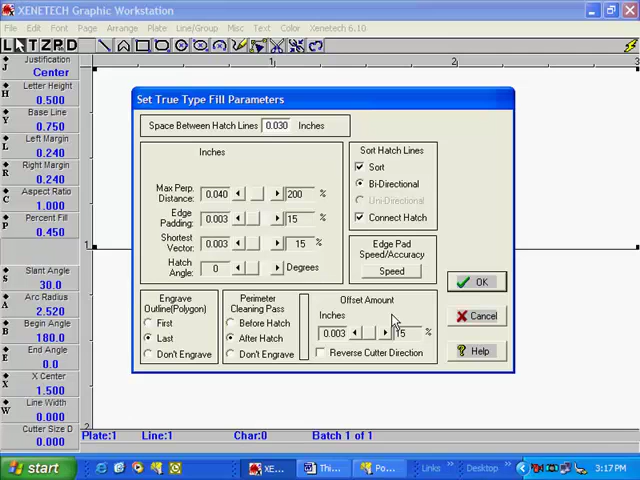 XENETECH Graphic Workstation
File Edit Font Page Arrange Plate Line/Group Tablet Color Xenetech 6.10
L T Z P D
1 2 3
Justification
J Center
Letter Height
H 0.500
Base Line
Y 0.750
Left Margin
L 0.240
Right Margin
R 0.240
Aspect Ratio
C 1.000
Percent Fill
P 0.450
Slant Angle
S 30.0
Arc Radius
A 2.520
Begin Angle
B 180.0
End Angle
E 0.0
X Center
X 1.500
Line Width
W 0.000
Cutter Size D
0.000
1
2
Set True Type Fill Parameters
Space Between Hatch Lines 0.030 Inches
Inches
Max Perp. Distance: 0.040 200 %
Edge Padding: 0.003 15 %
Shortest Vector: 0.003 15 %
Hatch Angle: 0 Degrees
Sort Hatch Lines
Sort
Bi-Directional
Uni-Directional
Connect Hatch
Edge Pad
Speed/Accuracy
Speed
Engrave
Outline(Polygon)
First
Last
Don't Engrave
Perimeter
Cleaning Pass
Before Hatch
After Hatch
Don't Engrave
Offset Amount
Inches
0.003 15 %
Reverse Cutter Direction
OK
Cancel
Help
Plate:1 Line:1 Char:0 Batch 1 of 1
start XE... Thi... Po... Links » Desktop » 3:17 PM